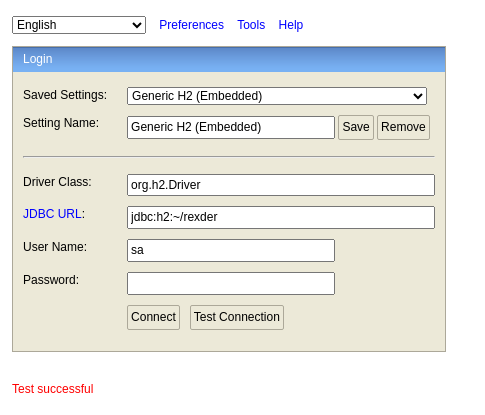 English Preferences Tools Help
Login
Saved Settings: Generic H2 (Embedded)
Setting Name: Generic H2 (Embedded) Save Remove
Driver Class: org.h2.Driver
JDBC URL: jdbc:h2:~/rexder
User Name: sa
Password:
Connect Test Connection
Test successful